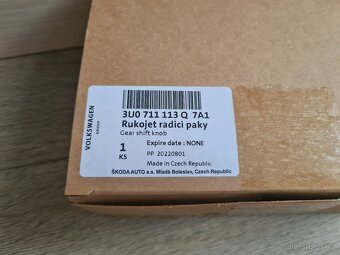 VOLKSWAGEN
GROUP
3U0 711 113 Q 7A1
Rukojet radici paky
Gear shift knob
1
KS
Expire date : NONE
PP 20220801
Made in Czech Republic
ŠKODA AUTO a.s. Mladá Boleslav, Czech Republic